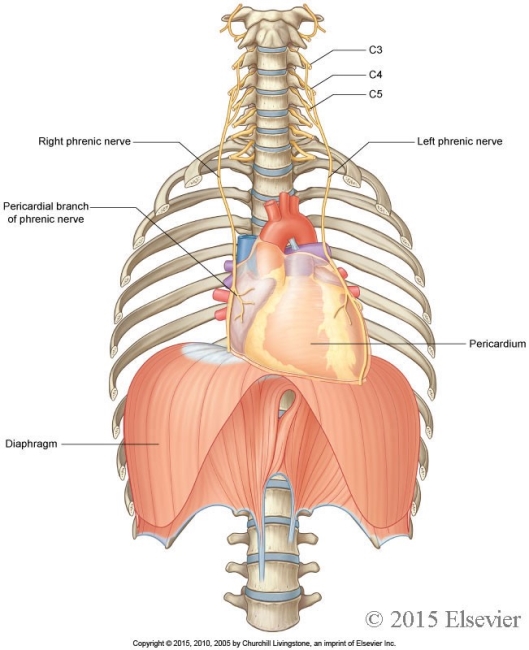 C3
C4
C5
Right phrenic nerve
Left phrenic nerve
Pericardial branch
of phrenic nerve
Pericardium
Diaphragm
© 2015 Elsevier
Copyright © 2015, 2010, 2005 by Churchill Livingstone, an imprint of Elsevier Inc.